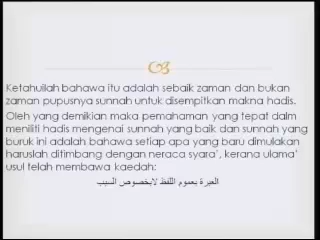 Ketahuilah bahawa itu adalah sebaik zaman dan bukan
zaman pupusnya sunnah untuk disempitkan makna hadis.
Oleh yang demikian maka pemahaman yang tepat dalm
meniliti hadis mengenai sunnah yang baik dan sunnah yang
buruk ini adalah bahawa setiap apa yang baru dimulakan
haruslah ditimbang dengan neraca syara', kerana ulama'
usul telah membawa kaedah:
العبرة بعموم اللفظ لابخصوص السبب